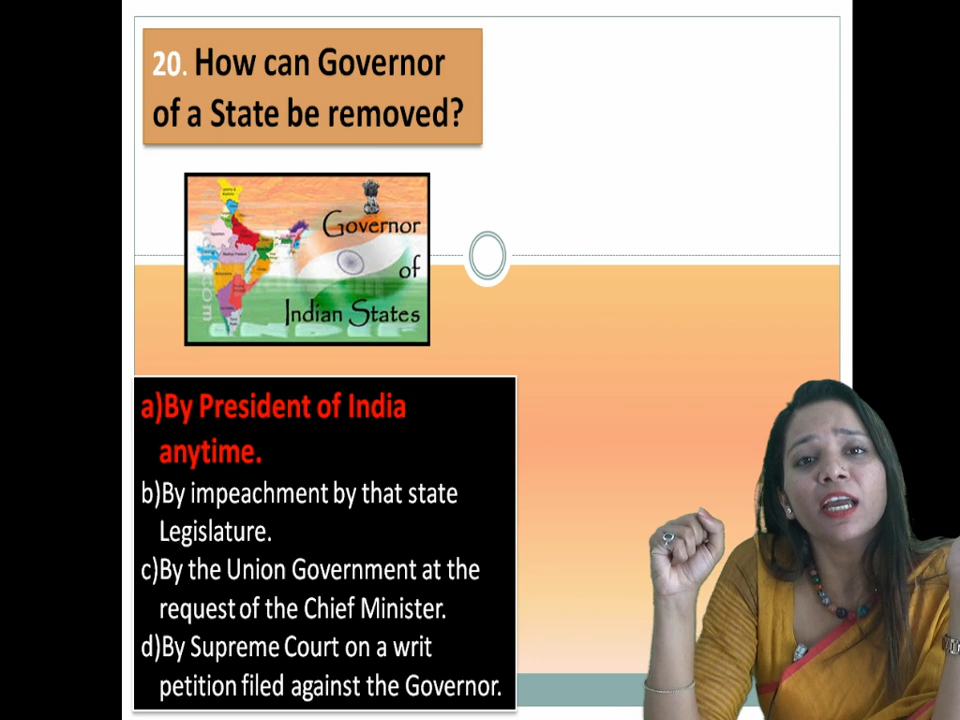 20. How can Governor
of a State be removed?
Governor
of
Indian States
a)By President of India
anytime.
b)By impeachment by that state
Legislature.
c)By the Union Government at the
request of the Chief Minister.
d)By Supreme Court on a writ
petition filed against the Governor.